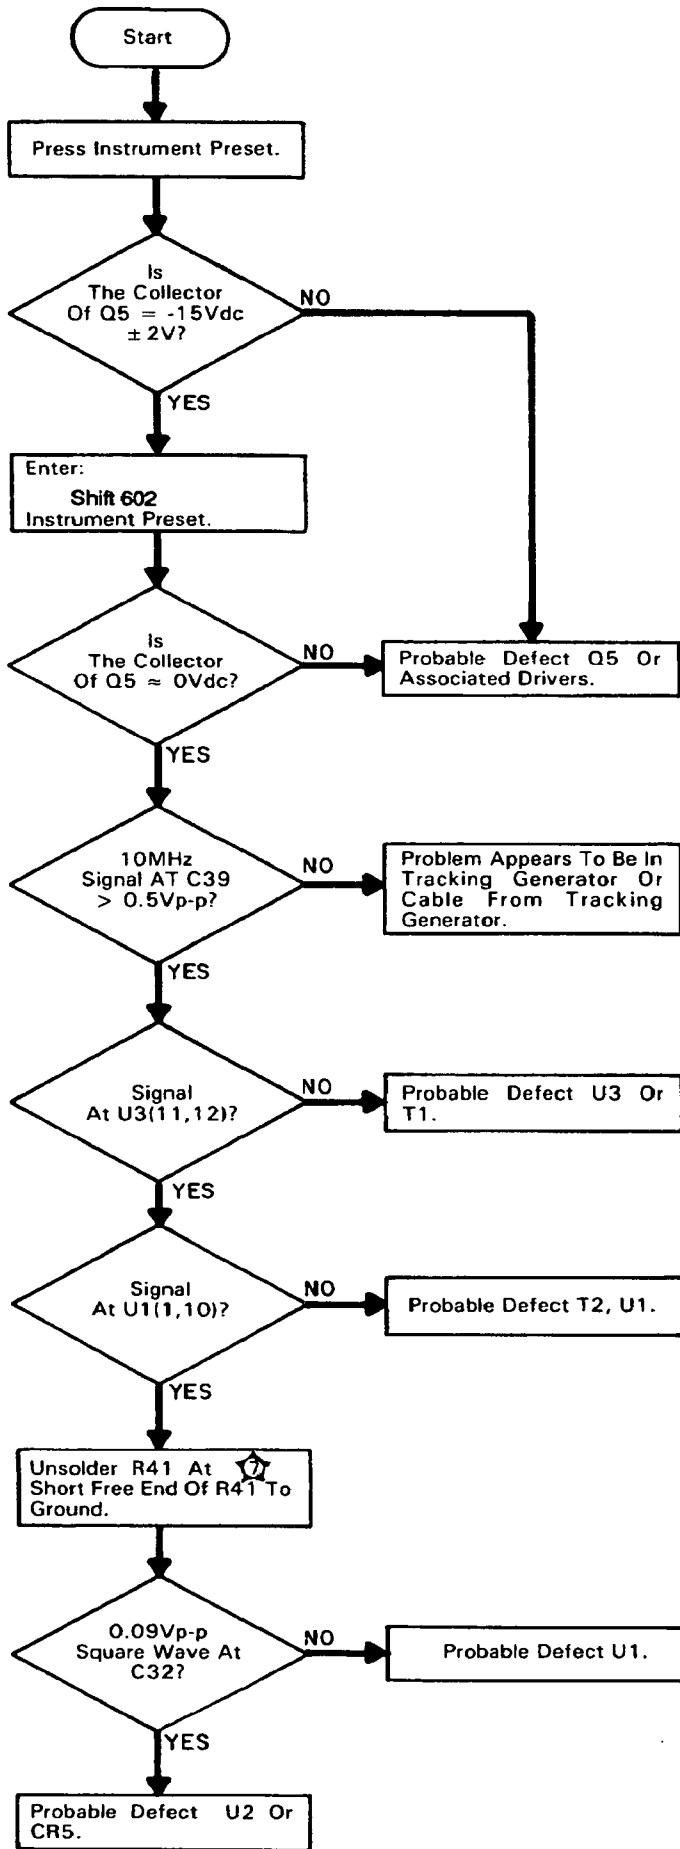 Start
Press Instrument Preset.
Is
The Collector
Of Q5 = -15Vdc
± 2V?
NO
YES
Enter:
Shift 602
Instrument Preset.
Is
The Collector
Of Q5 ≈ 0Vdc?
NO
Probable Defect Q5 Or
Associated Drivers.
YES
10MHz
Signal AT C39
> 0.5Vp-p?
NO
Problem Appears To Be In
Tracking Generator Or
Cable From Tracking
Generator.
YES
Signal
At U3(11,12)?
NO
Probable Defect U3 Or
T1.
YES
Signal
At U1(1,10)?
NO
Probable Defect T2, U1.
YES
Unsolder R41 At 7
Short Free End Of R41 To
Ground.
0.09Vp-p
Square Wave At
C32?
NO
Probable Defect U1.
YES
Probable Defect U2 Or
CR5.